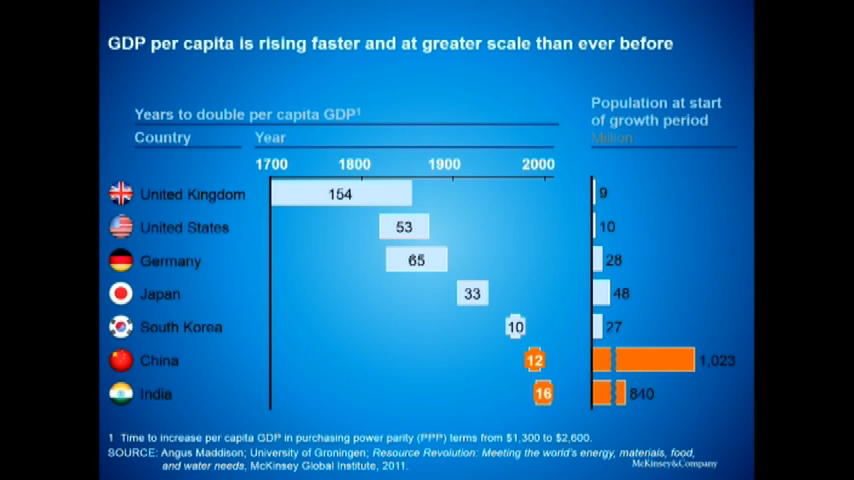 GDP per capita is rising faster and at greater scale than ever before
Years to double per capita GDP¹
Population at start
of growth period
Million
Country Year
1700 1800 1900 2000
United Kingdom 154 9
United States 53 10
Germany 65 28
Japan 33 48
South Korea 10 27
China 12 1,023
India 16 840
1 Time to increase per capita GDP in purchasing power parity (PPP) terms from $1,300 to $2,600.
SOURCE: Angus Maddison; University of Groningen; Resource Revolution: Meeting the world's energy, materials, food,
and water needs, McKinsey Global Institute, 2011.
McKinsey&Company